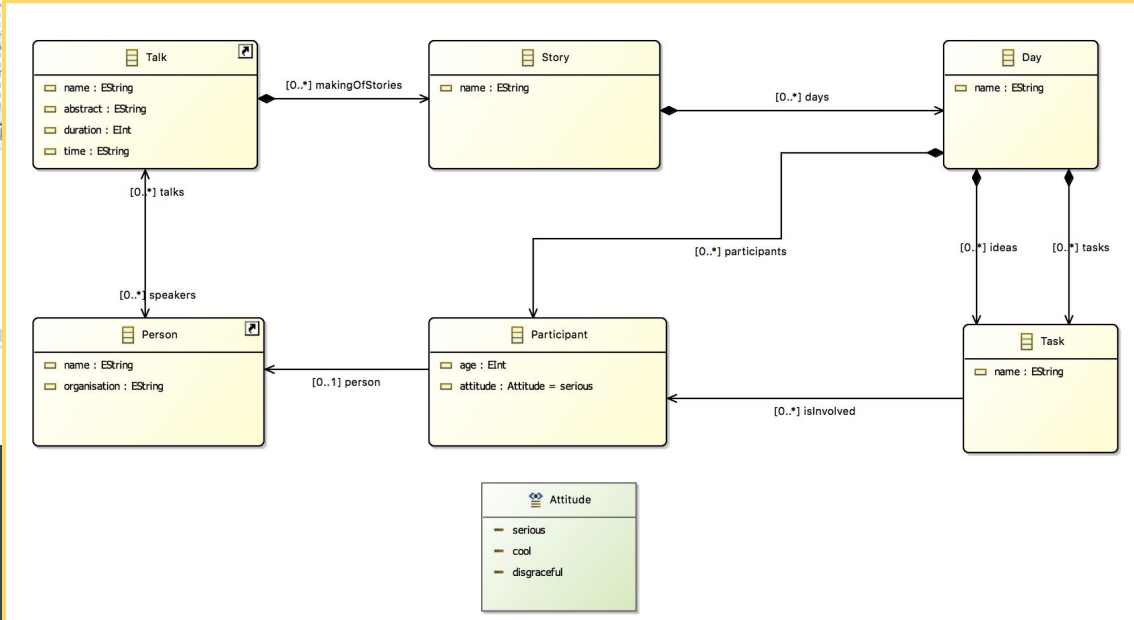 Talk
name : EString
abstract : EString
duration : EInt
time : EString
[0..*] makingOfStories
Story
name : EString
[0..*] days
Day
name : EString
[0..*] talks
[0..*] speakers
[0..*] participants
[0..*] ideas
[0..*] tasks
Person
name : EString
organisation : EString
[0..1] person
Participant
age : EInt
attitude : Attitude = serious
[0..*] isInvolved
Task
name : EString
Attitude
serious
cool
disgraceful